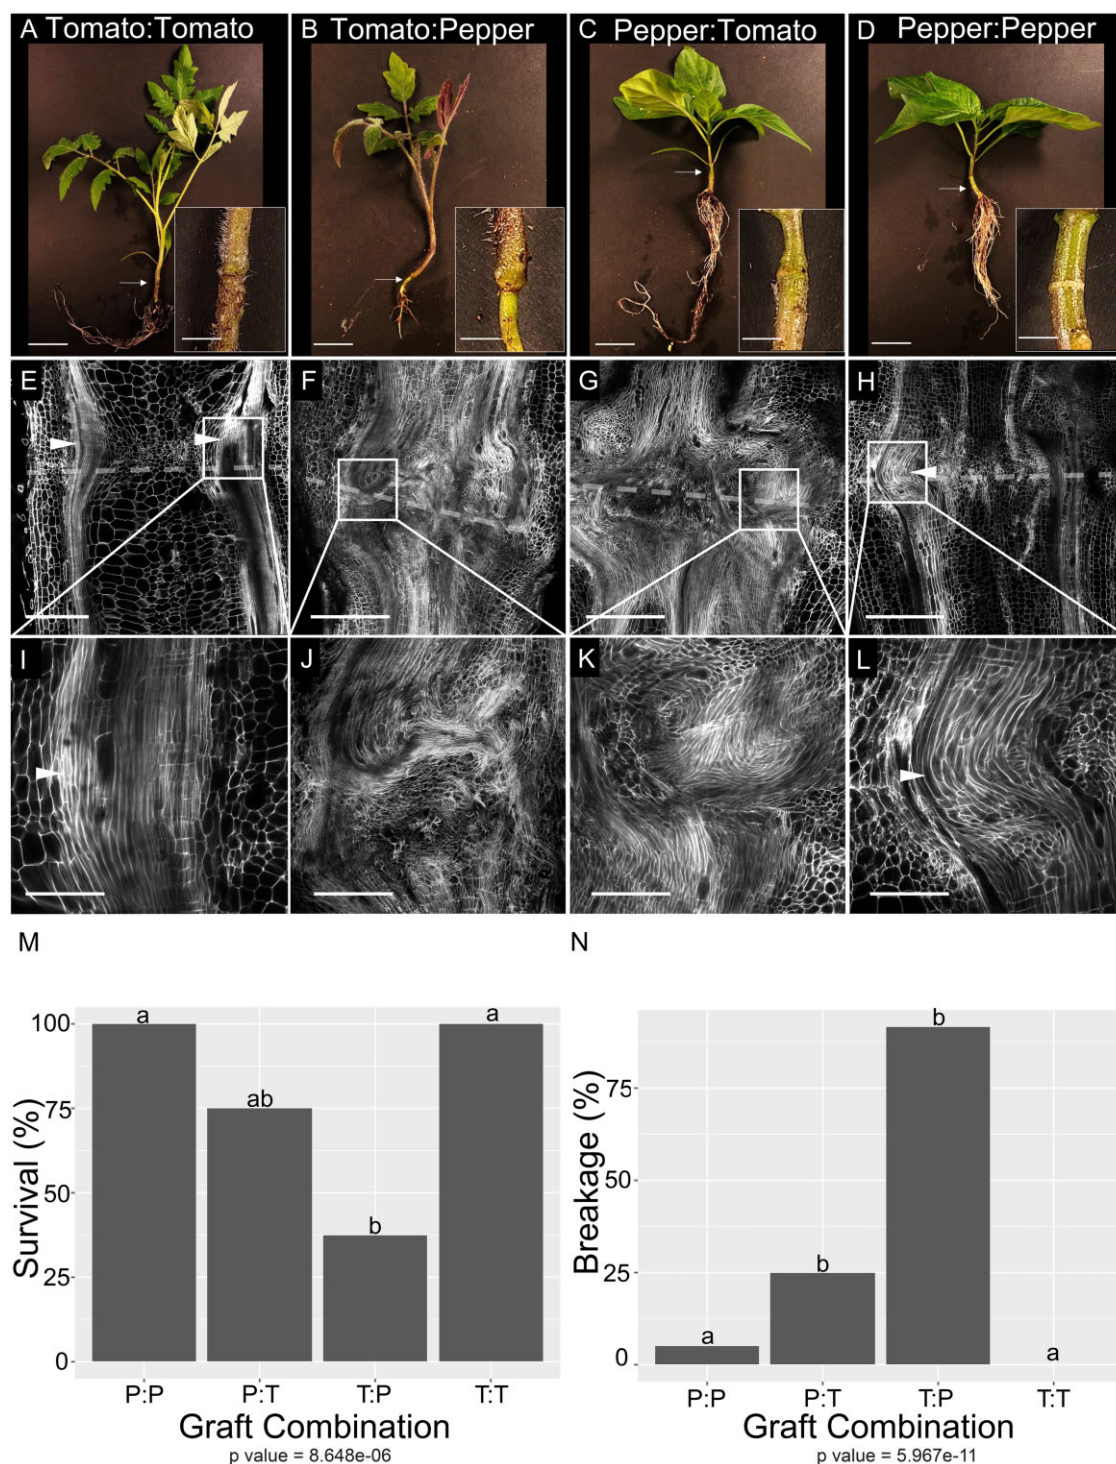 A Tomato:Tomato
B Tomato:Pepper
C Pepper:Tomato
D Pepper:Pepper
E
F
G
H
I
J
K
L
M
N
100
75
50
25
0
Survival (%)
a
ab
b
a
P:P
P:T
T:P
T:T
Graft Combination
p value = 8.648e-06
75
50
25
0
Breakage (%)
a
b
b
a
P:P
P:T
T:P
T:T
Graft Combination
p value = 5.967e-11